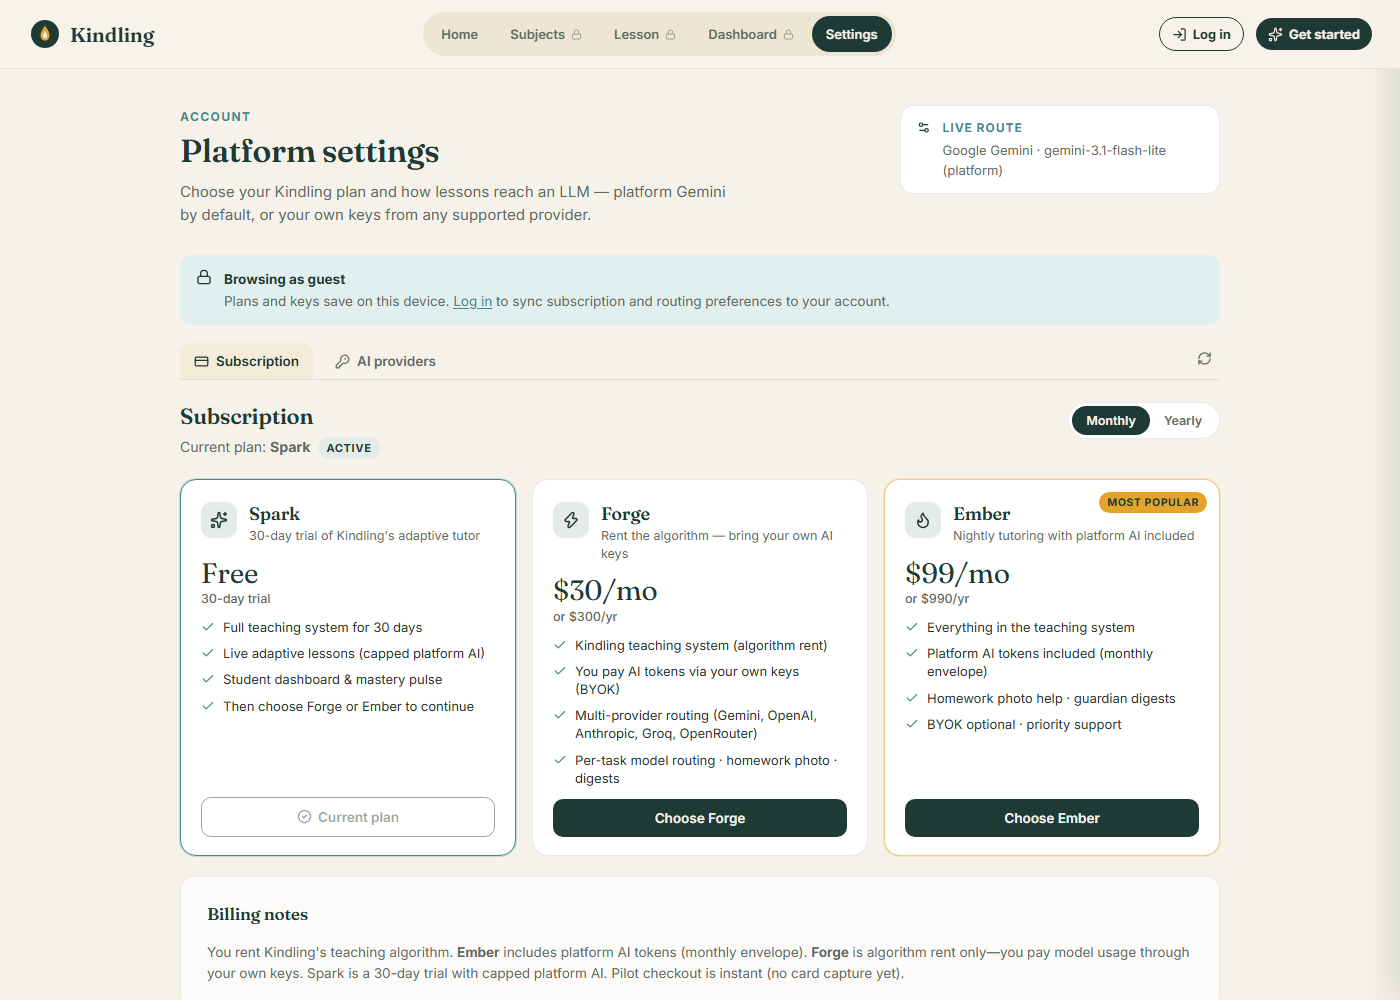 Kindling
Home
Subjects
Lesson
Dashboard
Settings
Log in
Get started
ACCOUNT
Platform settings
Choose your Kindling plan and how lessons reach an LLM — platform Gemini
by default, or your own keys from any supported provider.
LIVE ROUTE
Google Gemini · gemini-3.1-flash-lite
(platform)
Browsing as guest
Plans and keys save on this device. Log in to sync subscription and routing preferences to your account.
Subscription
AI providers
Subscription
Current plan: Spark ACTIVE
Monthly
Yearly
Spark
30-day trial of Kindling's adaptive tutor
Free
30-day trial
Full teaching system for 30 days
Live adaptive lessons (capped platform AI)
Student dashboard & mastery pulse
Then choose Forge or Ember to continue
Current plan
Forge
Rent the algorithm — bring your own AI
keys
$30/mo
or $300/yr
Kindling teaching system (algorithm rent)
You pay AI tokens via your own keys
(BYOK)
Multi-provider routing (Gemini, OpenAI,
Anthropic, Groq, OpenRouter)
Per-task model routing · homework photo ·
digests
Choose Forge
MOST POPULAR
Ember
Nightly tutoring with platform AI included
$99/mo
or $990/yr
Everything in the teaching system
Platform AI tokens included (monthly
envelope)
Homework photo help · guardian digests
BYOK optional · priority support
Choose Ember
Billing notes
You rent Kindling's teaching algorithm. Ember includes platform AI tokens (monthly envelope). Forge is algorithm rent only—you pay model usage through
your own keys. Spark is a 30-day trial with capped platform AI. Pilot checkout is instant (no card capture yet).